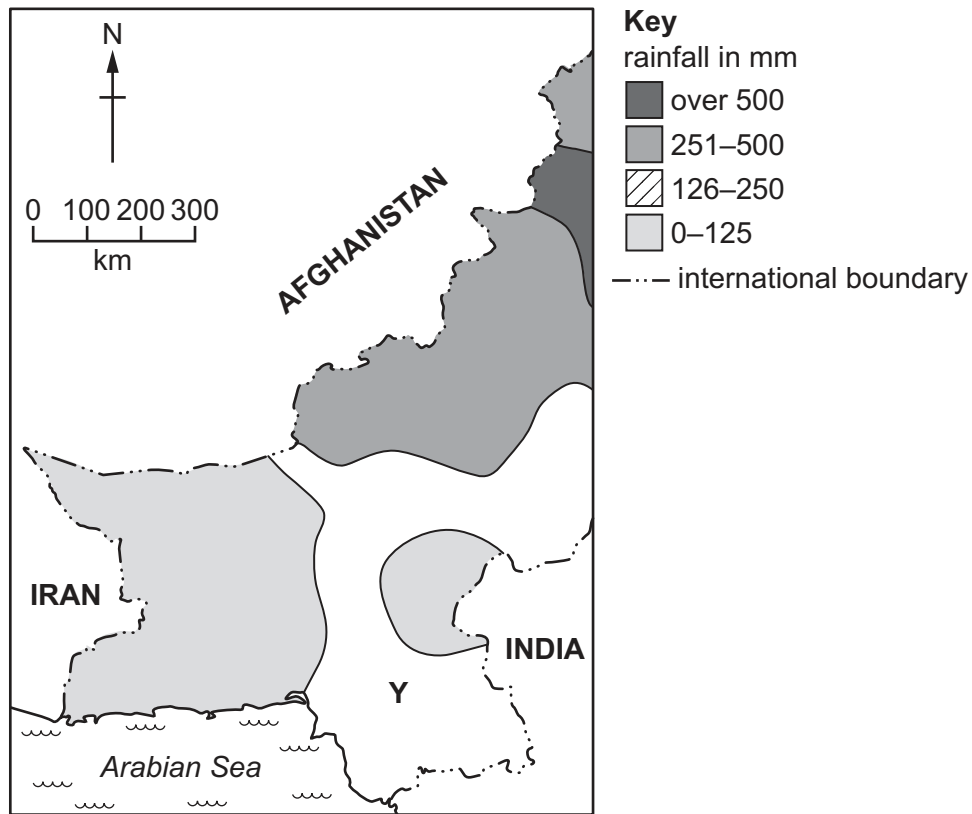 N
0 100 200 300
km
AFGHANISTAN
IRAN
INDIA
Y
Arabian Sea
Key
rainfall in mm
over 500
251–500
126–250
0–125
international boundary